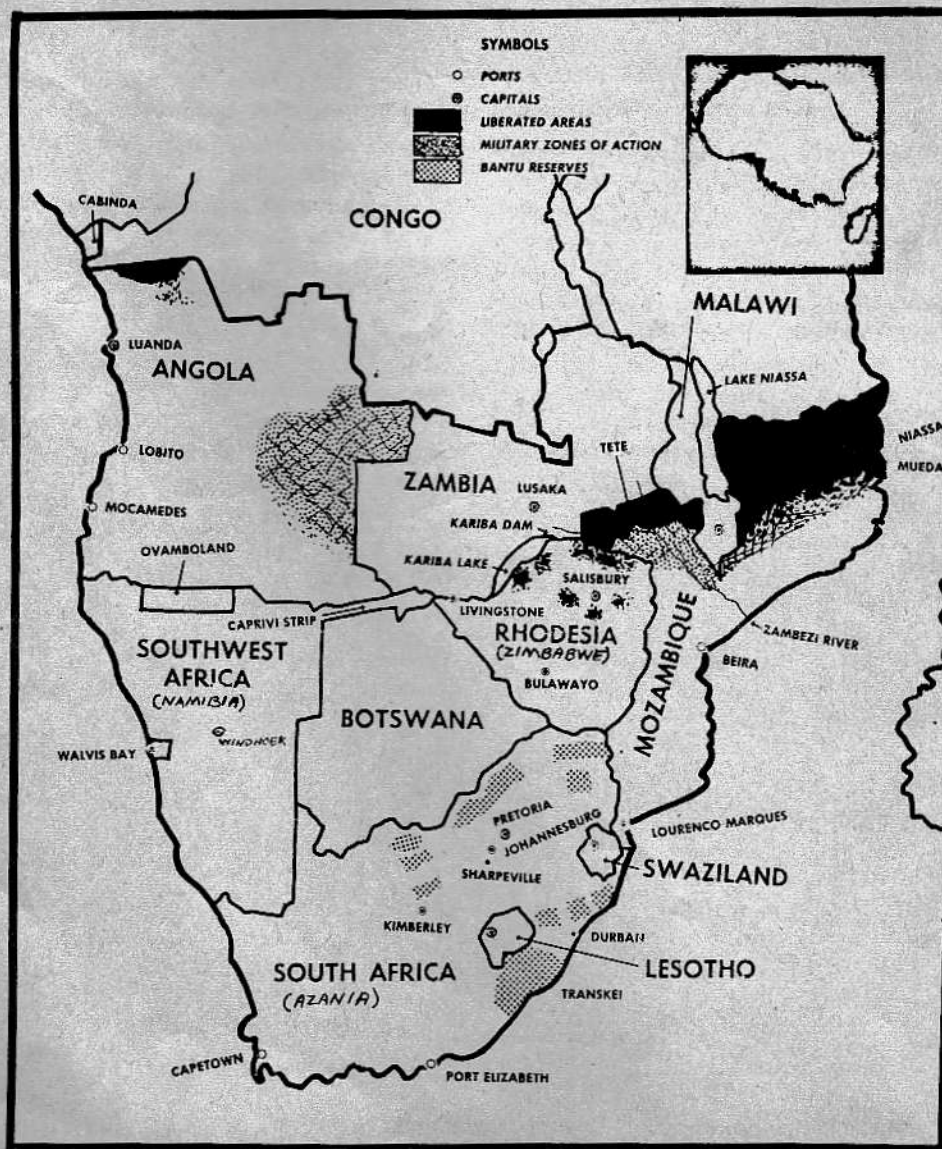 SYMBOLS
PORTS
CAPITALS
LIBERATED AREAS
MILITARY ZONES OF ACTION
BANTU RESERVES
CABINDA
CONGO
MALAWI
LUANDA
ANGOLA
LAKE NIASSA
LOBITO
TETE
NIASSA
MUEDA
ZAMBIA
LUSAKA
MOCAMEDES
KARIBA DAM
OVAMBOLAND
KARIBA LAKE
SALISBURY
LIVINGSTONE
CAPRIVI STRIP
RHODESIA
(ZIMBABWE)
ZAMBEZI RIVER
MOZAMBIQUE
BEIRA
SOUTHWEST
AFRICA
(NAMIBIA)
BULAWAYO
BOTSWANA
WINDHOEK
WALVIS BAY
PRETORIA
JOHANNESBURG
LOURENCO MARQUES
SHARPEVILLE
SWAZILAND
KIMBERLEY
DURBAN
SOUTH AFRICA
(AZANIA)
LESOTHO
TRANSKEI
CAPETOWN
PORT ELIZABETH